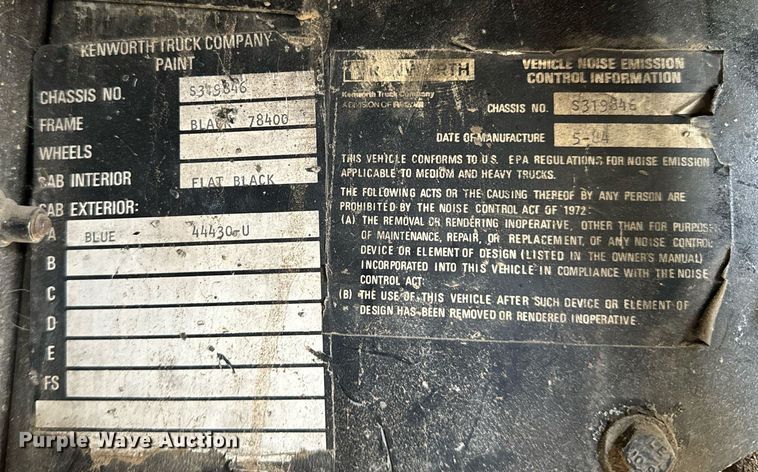 KENWORTH TRUCK COMPANY
PAINT
CHASSIS NO. S319846
FRAME BLACK 78400
WHEELS
CAB INTERIOR FLAT BLACK
CAB EXTERIOR:
A BLUE 44430-U
B
C
D
E
FS
KENWORTH
Kenworth Truck Company
A DIVISION OF PACCAR
VEHICLE NOISE EMISSION
CONTROL INFORMATION
CHASSIS NO. S319846
DATE OF MANUFACTURE
THIS VEHICLE CONFORMS TO U.S. EPA REGULATIONS FOR NOISE EMISSION
APPLICABLE TO MEDIUM AND HEAVY TRUCKS.
THE FOLLOWING ACTS OR THE CAUSING THEREOF BY ANY PERSON ARE
PROHIBITED BY THE NOISE CONTROL ACT OF 1972:
(A) THE REMOVAL OR RENDERING INOPERATIVE, OTHER THAN FOR PURPOSES
OF MAINTENANCE, REPAIR, OR REPLACEMENT, OF ANY NOISE CONTROL
DEVICE OR ELEMENT OF DESIGN (LISTED IN THE OWNER'S MANUAL)
INCORPORATED INTO THIS VEHICLE IN COMPLIANCE WITH THE NOISE
CONTROL ACT:
(B) THE USE OF THIS VEHICLE AFTER SUCH DEVICE OR ELEMENT OF
DESIGN HAS BEEN REMOVED OR RENDERED INOPERATIVE.
Purple Wave Auction